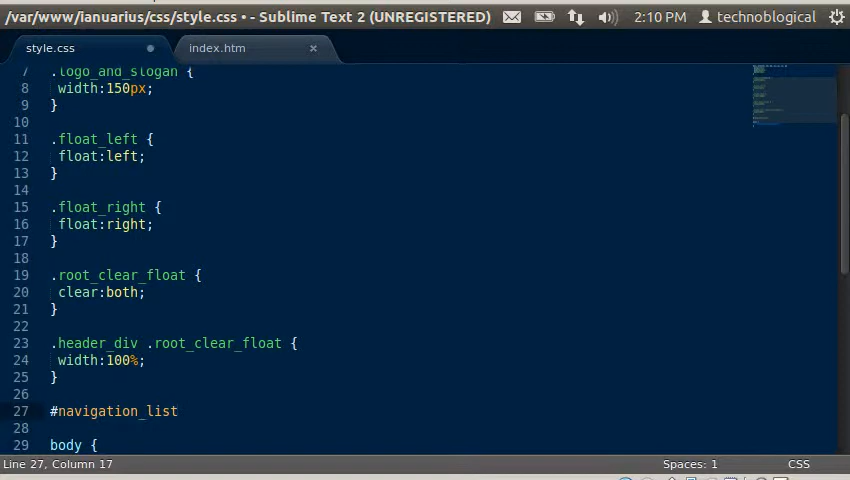 /var/www/ianuarius/css/style.css • - Sublime Text 2 (UNREGISTERED) 2:10 PM technoblogical
style.css index.htm
7 .logo_and_slogan {
8 width:150px;
9 }
10
11 .float_left {
12 float:left;
13 }
14
15 .float_right {
16 float:right;
17 }
18
19 .root_clear_float {
20 clear:both;
21 }
22
23 .header_div .root_clear_float {
24 width:100%;
25 }
26
27 #navigation_list
28
29 body {
Line 27, Column 17 Spaces: 1 CSS